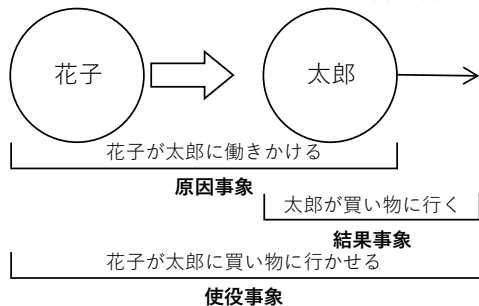 花子
太郎
花子が太郎に働きかける
原因事象
太郎が買い物に行く
結果事象
花子が太郎に買い物に行かせる
使役事象